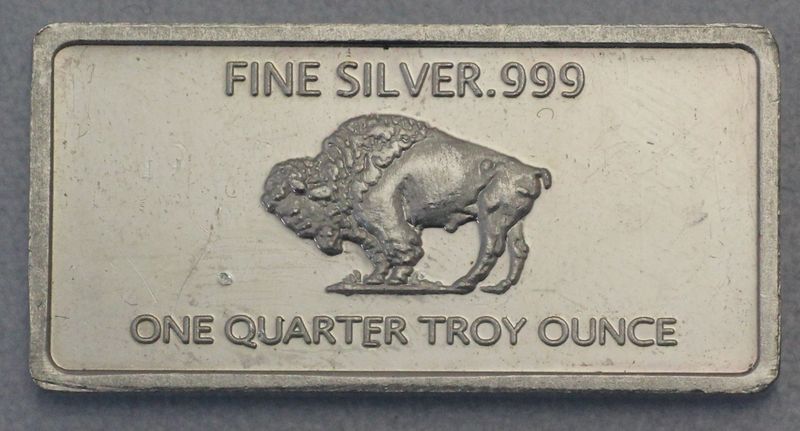 FINE SILVER.999
ONE QUARTER TROY OUNCE